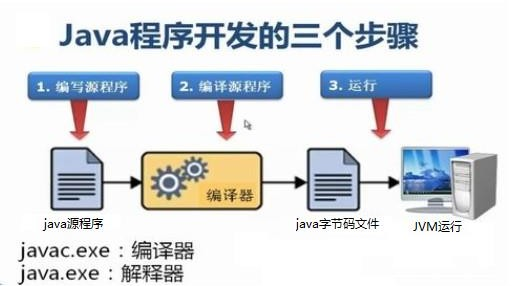 Java程序开发的三个步骤
1. 编写源程序
2. 编译源程序
3. 运行
编译器
java源程序
java字节码文件
JVM运行
javac.exe：编译器
java.exe：解释器